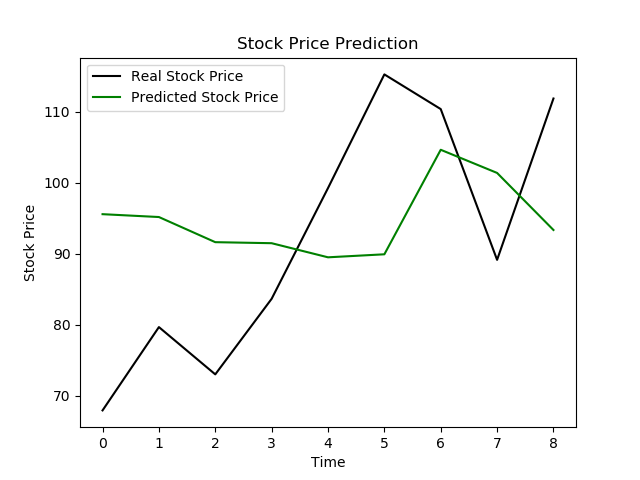 Stock Price Prediction
Real Stock Price
Predicted Stock Price
Stock Price
110
100
90
80
70
0 1 2 3 4 5 6 7 8
Time